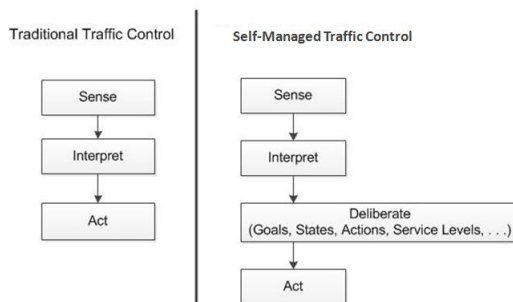 Traditional Traffic Control
Sense
Interpret
Act
Self-Managed Traffic Control
Sense
Interpret
Deliberate
(Goals, States, Actions, Service Levels, . . .)
Act